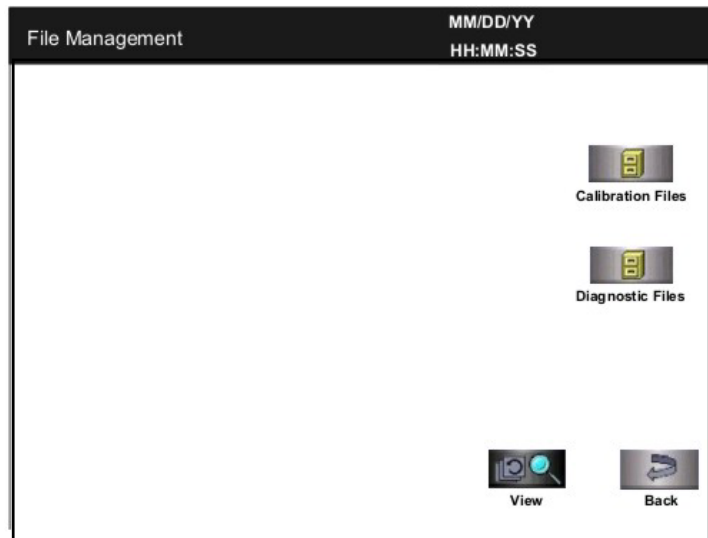 File Management
MM/DD/YY
HH:MM:SS
Calibration Files
Diagnostic Files
View
Back